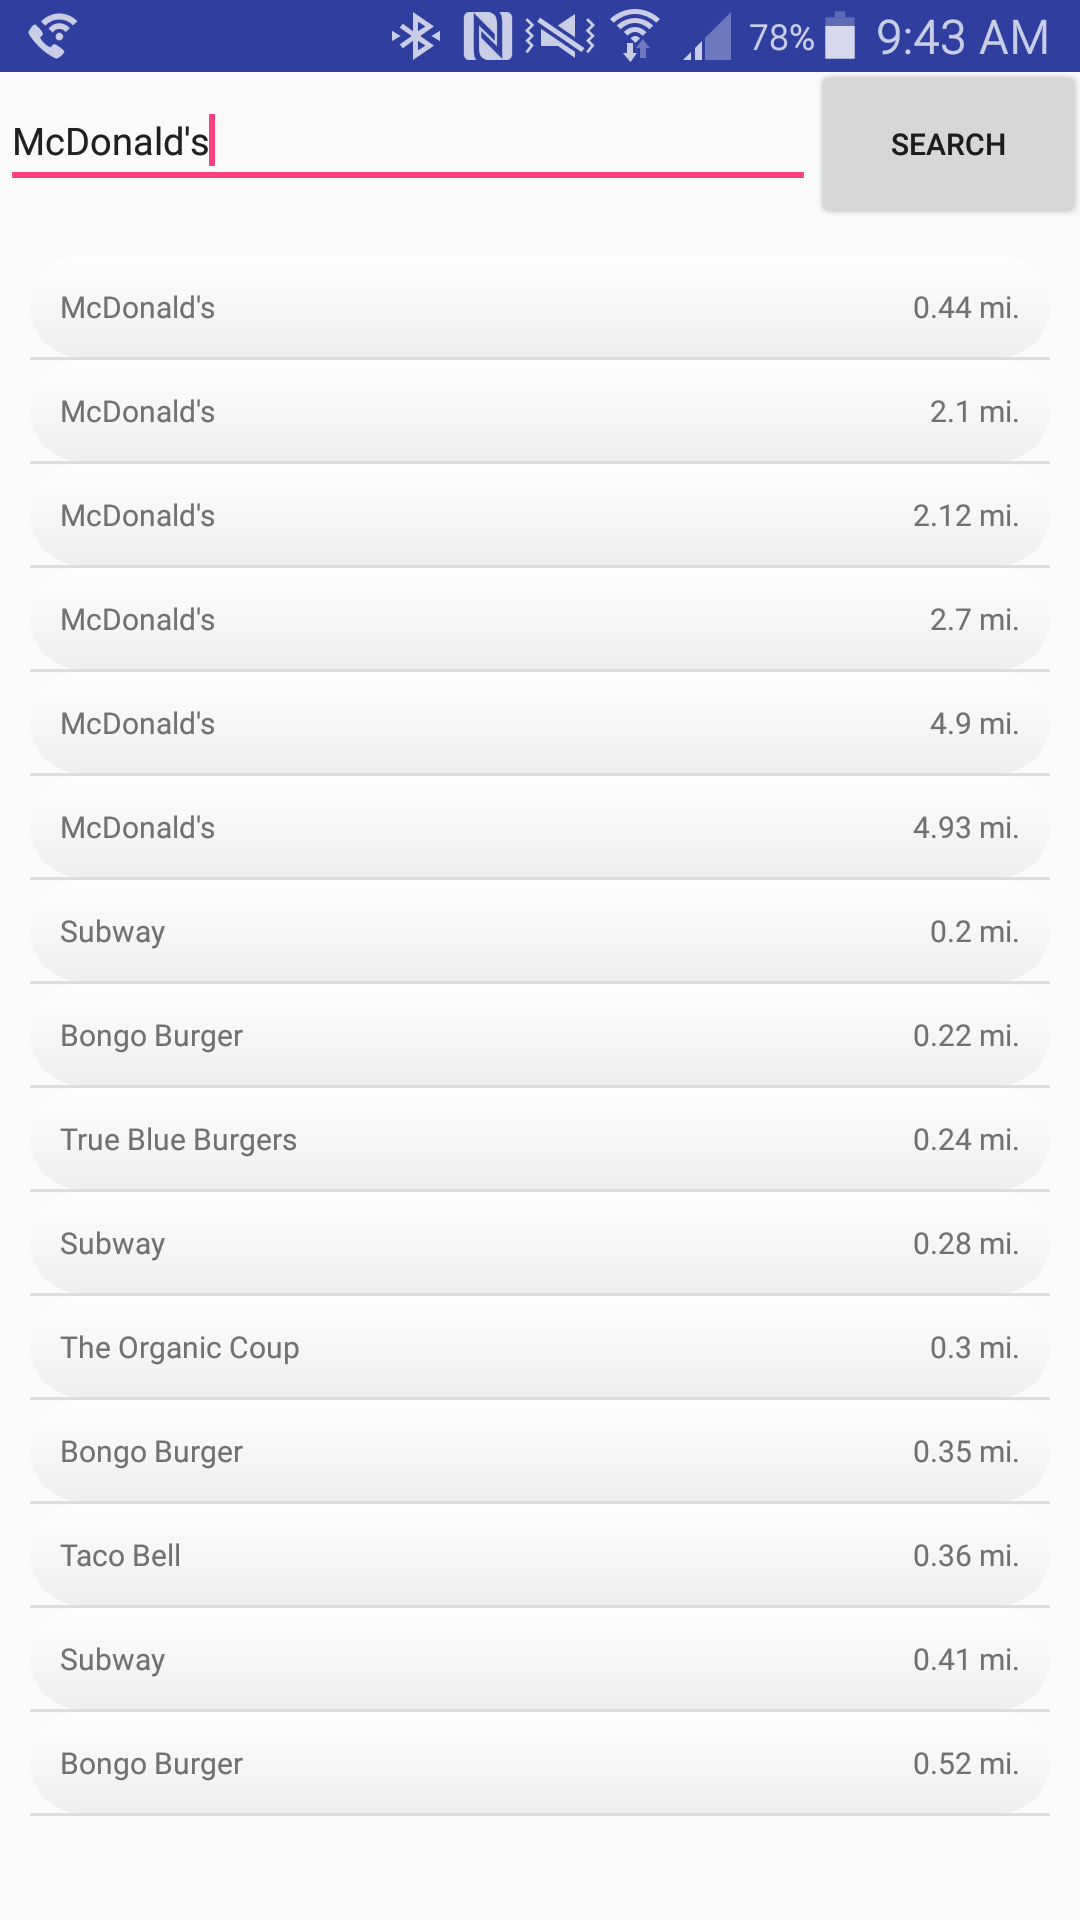 78% 9:43 AM
McDonald's SEARCH
McDonald's 0.44 mi.
McDonald's 2.1 mi.
McDonald's 2.12 mi.
McDonald's 2.7 mi.
McDonald's 4.9 mi.
McDonald's 4.93 mi.
Subway 0.2 mi.
Bongo Burger 0.22 mi.
True Blue Burgers 0.24 mi.
Subway 0.28 mi.
The Organic Coup 0.3 mi.
Bongo Burger 0.35 mi.
Taco Bell 0.36 mi.
Subway 0.41 mi.
Bongo Burger 0.52 mi.